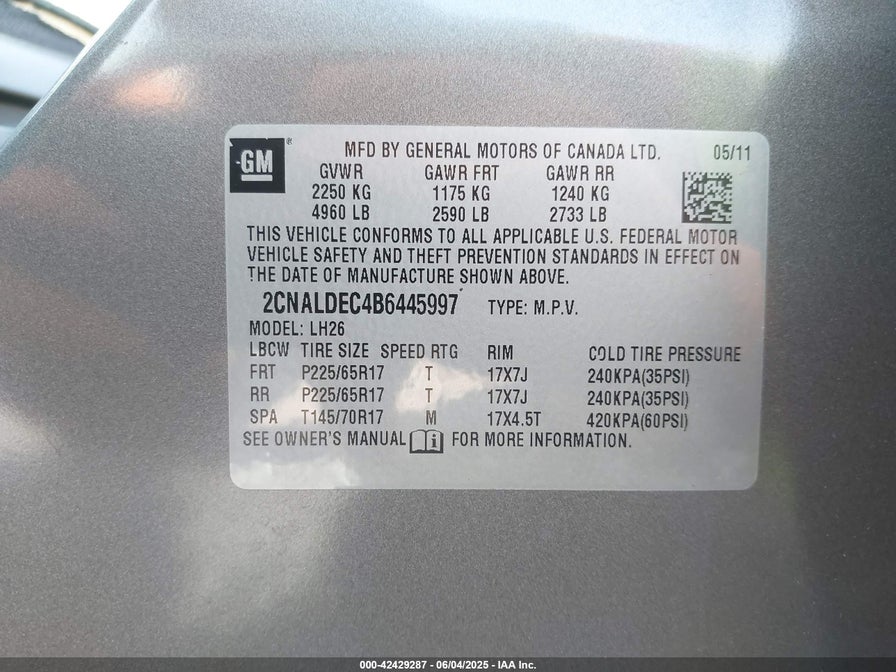 GM ®
MFD BY GENERAL MOTORS OF CANADA LTD. 05/11
GVWR GAWR FRT GAWR RR
2250 KG 1175 KG 1240 KG
4960 LB 2590 LB 2733 LB
THIS VEHICLE CONFORMS TO ALL APPLICABLE U.S. FEDERAL MOTOR
VEHICLE SAFETY AND THEFT PREVENTION STANDARDS IN EFFECT ON
THE DATE OF MANUFACTURE SHOWN ABOVE.
2CNALDEC4B6445997 TYPE: M.P.V.
MODEL: LH26
LBCW TIRE SIZE SPEED RTG RIM COLD TIRE PRESSURE
FRT P225/65R17 T 17X7J 240KPA(35PSI)
RR P225/65R17 T 17X7J 240KPA(35PSI)
SPA T145/70R17 M 17X4.5T 420KPA(60PSI)
SEE OWNER'S MANUAL i FOR MORE INFORMATION.
000-42429287 - 06/04/2025 - IAA Inc.